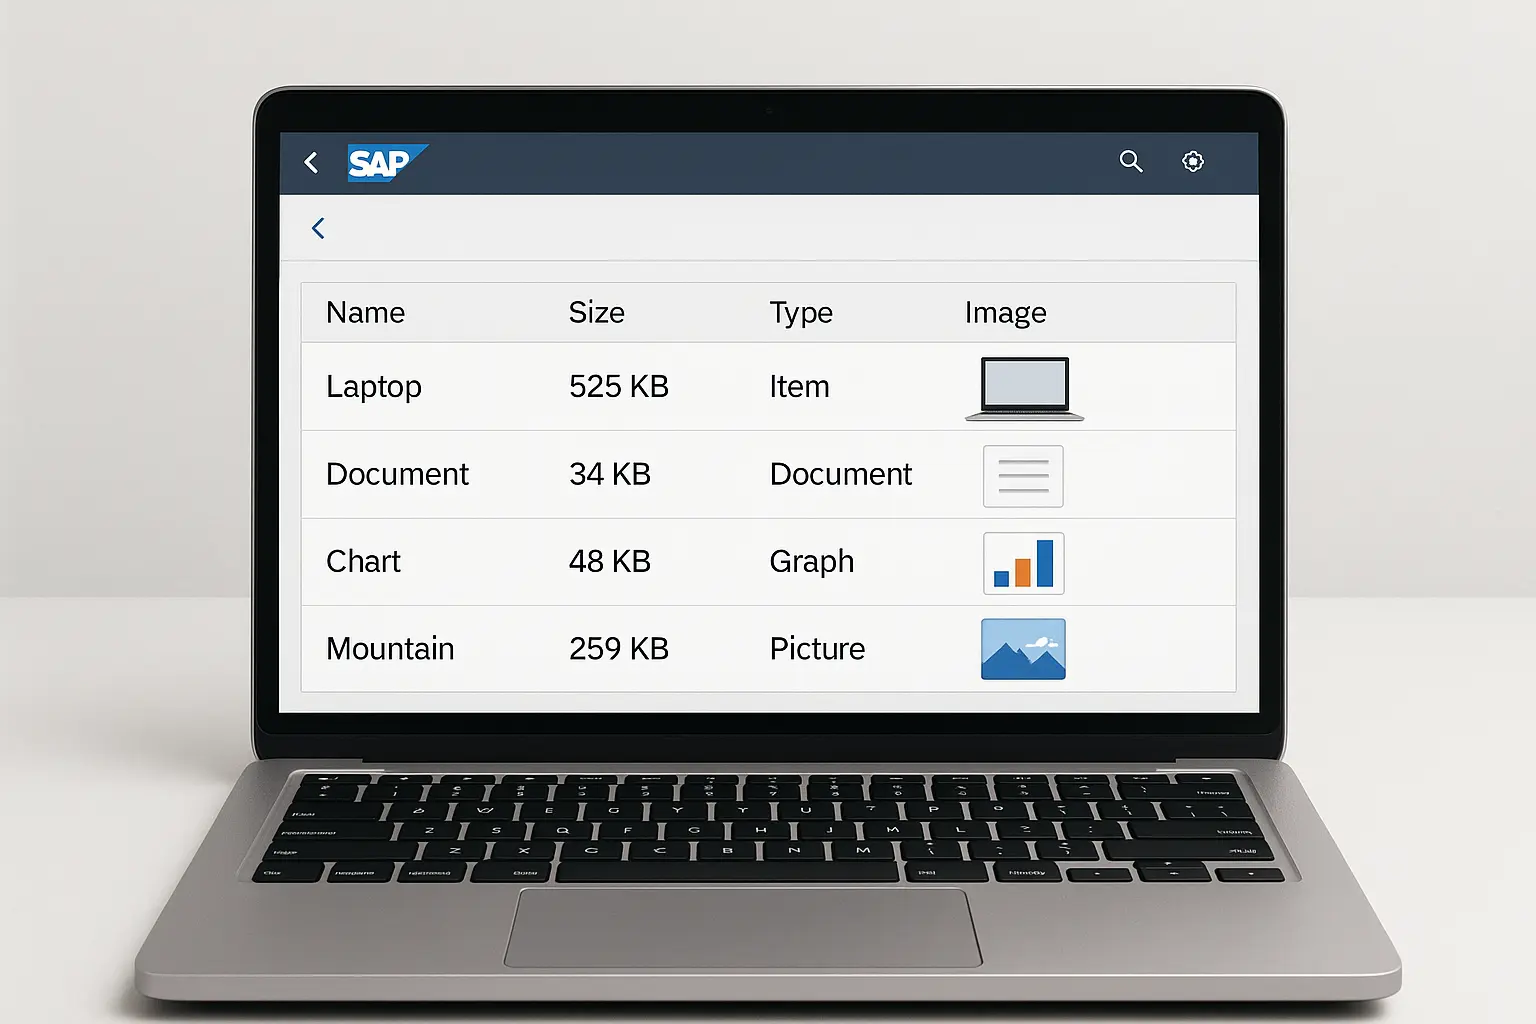 SAP
Name Size Type Image
Laptop 525 KB Item
Document 34 KB Document
Chart 48 KB Graph
Mountain 259 KB Picture